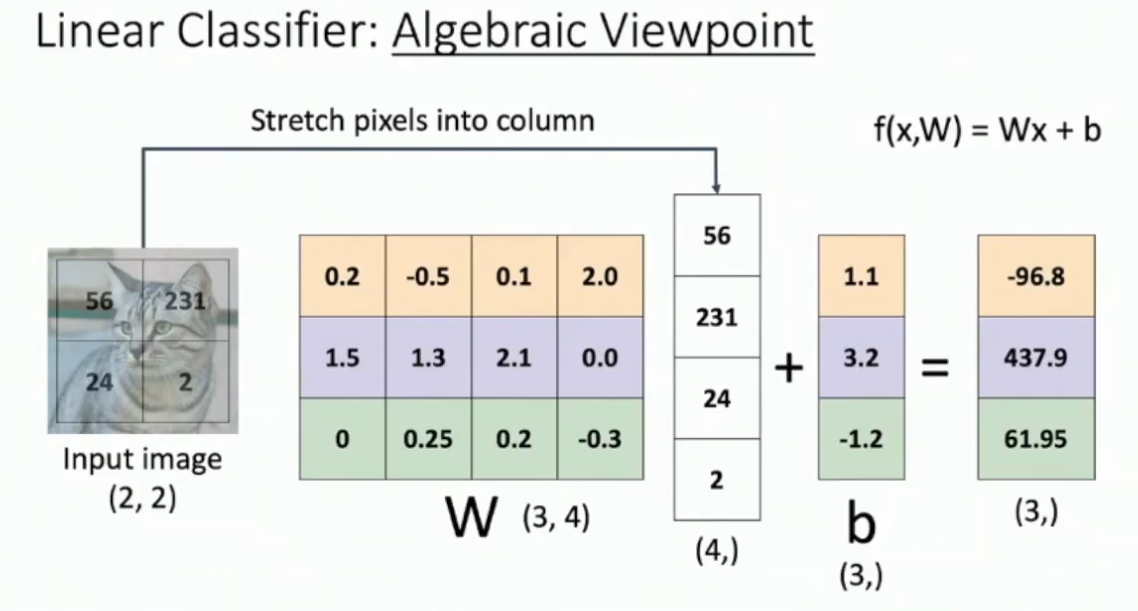 Linear Classifier: Algebraic Viewpoint
Stretch pixels into column
f(x,W) = Wx + b
56 231
24 2
Input image
(2, 2)
0.2 -0.5 0.1 2.0
1.5 1.3 2.1 0.0
0 0.25 0.2 -0.3
W (3, 4)
56
231
24
2
(4,)
+
1.1
3.2
-1.2
b
(3,)
=
-96.8
437.9
61.95
(3,)